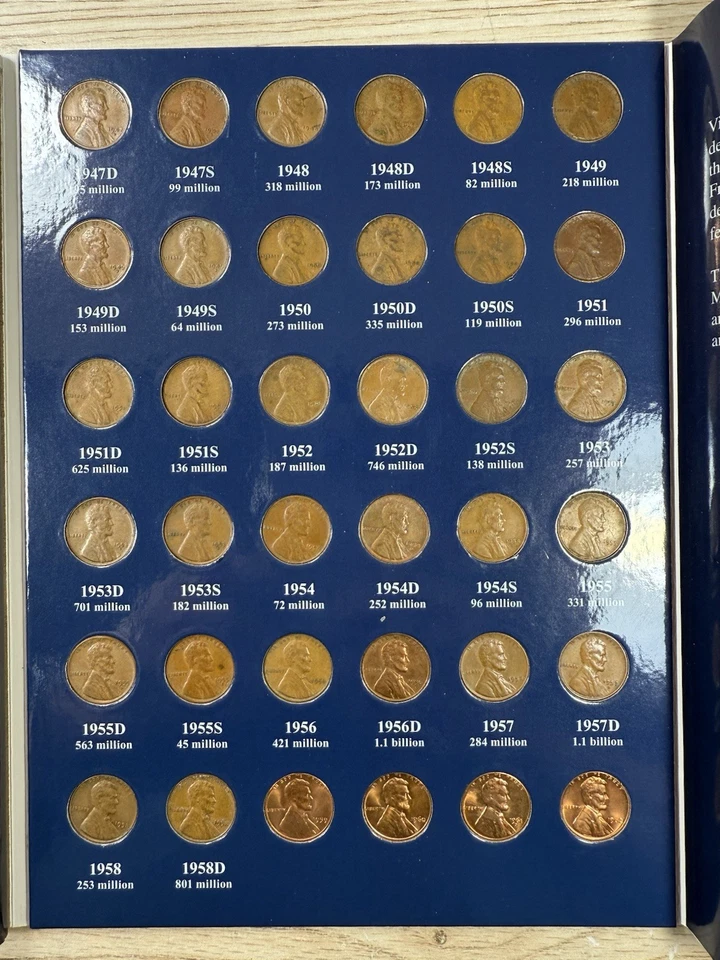 947D 947S 1948 1948D 1948S 1949
5 million 99 million 318 million 173 million 82 million 218 million
1949D 1949S 1950 1950D 1950S 1951
153 million 64 million 273 million 335 million 119 million 296 million
1951D 1951S 1952 1952D 1952S 1953
625 million 136 million 187 million 746 million 138 million 257 million
1953D 1953S 1954 1954D 1954S 1955
701 million 182 million 72 million 252 million 96 million 331 million
1955D 1955S 1956 1956D 1957 1957D
563 million 45 million 421 million 1.1 billion 284 million 1.1 billion
1958 1958D
253 million 801 million